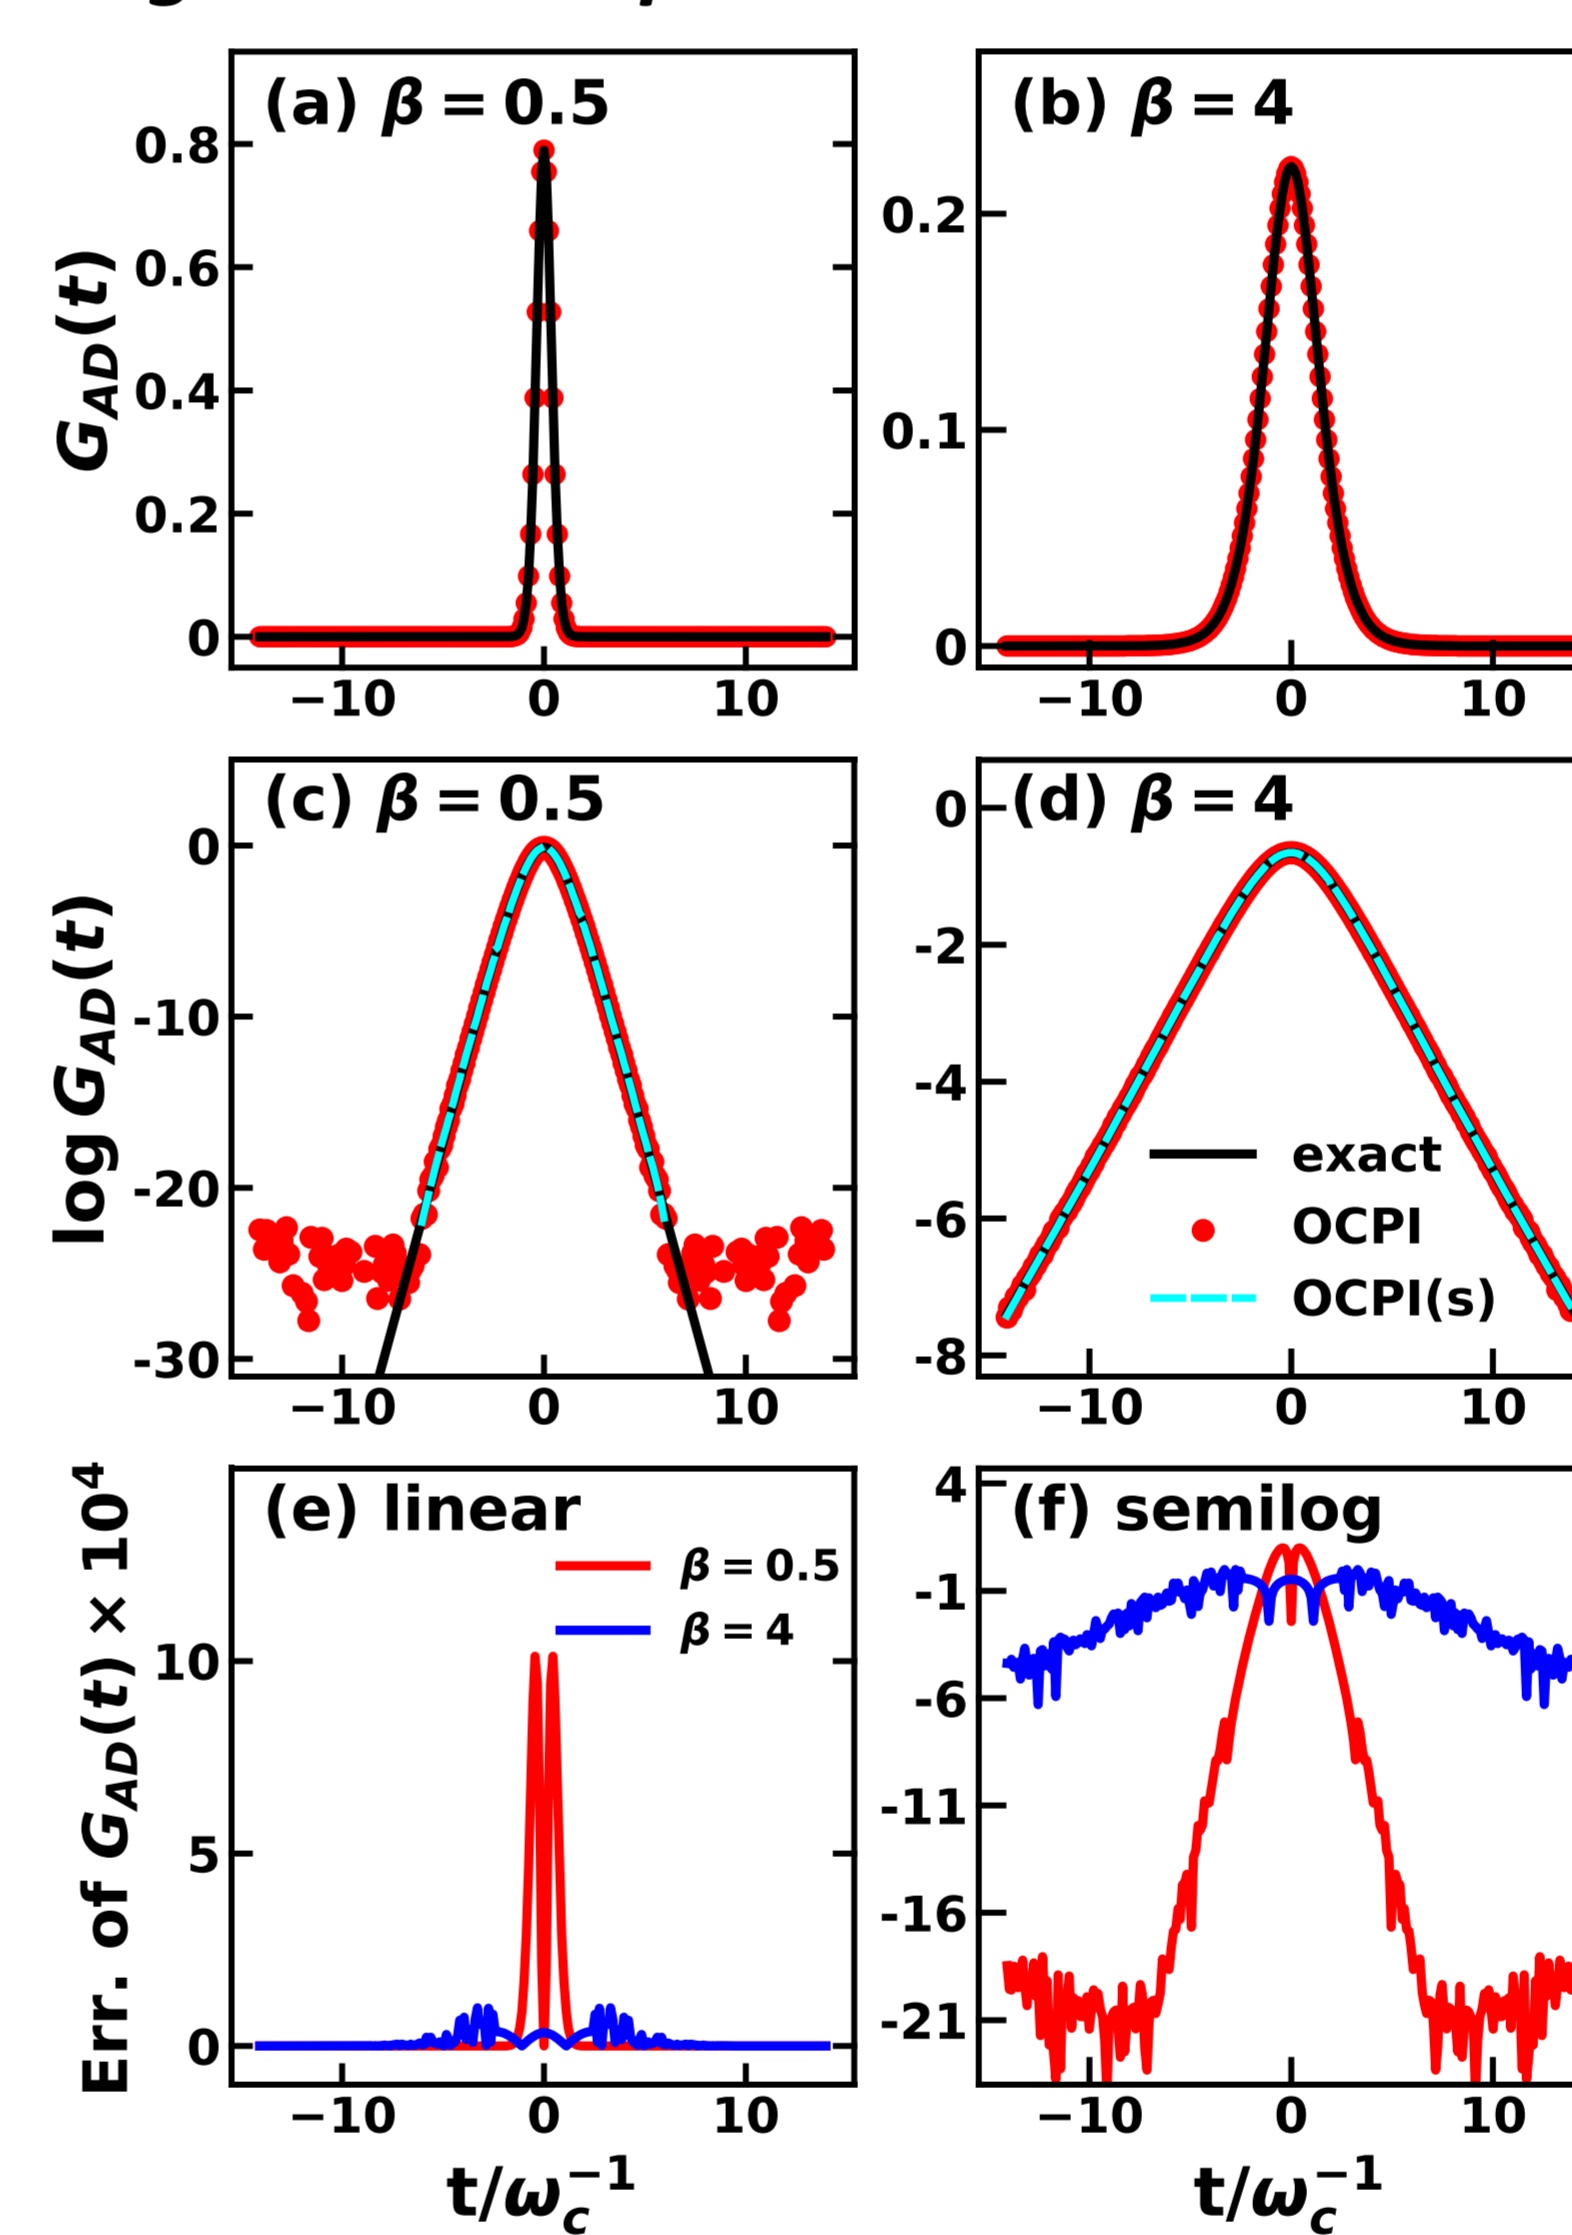 (a) β = 0.5
(b) β = 4
G_AD(t)
0.8
0.6
0.4
0.2
0
0.2
0.1
0
−10 0 10
−10 0 10
(c) β = 0.5
(d) β = 4
log G_AD(t)
0
-10
-20
-30
0
-2
-4
-6
-8
exact
OCPI
OCPI(s)
−10 0 10
−10 0 10
(e) linear
(f) semilog
Err. of G_AD(t) × 10⁴
β = 0.5
β = 4
10
5
0
4
-1
-6
-11
-16
-21
−10 0 10
−10 0 10
t/ω_c⁻¹
t/ω_c⁻¹